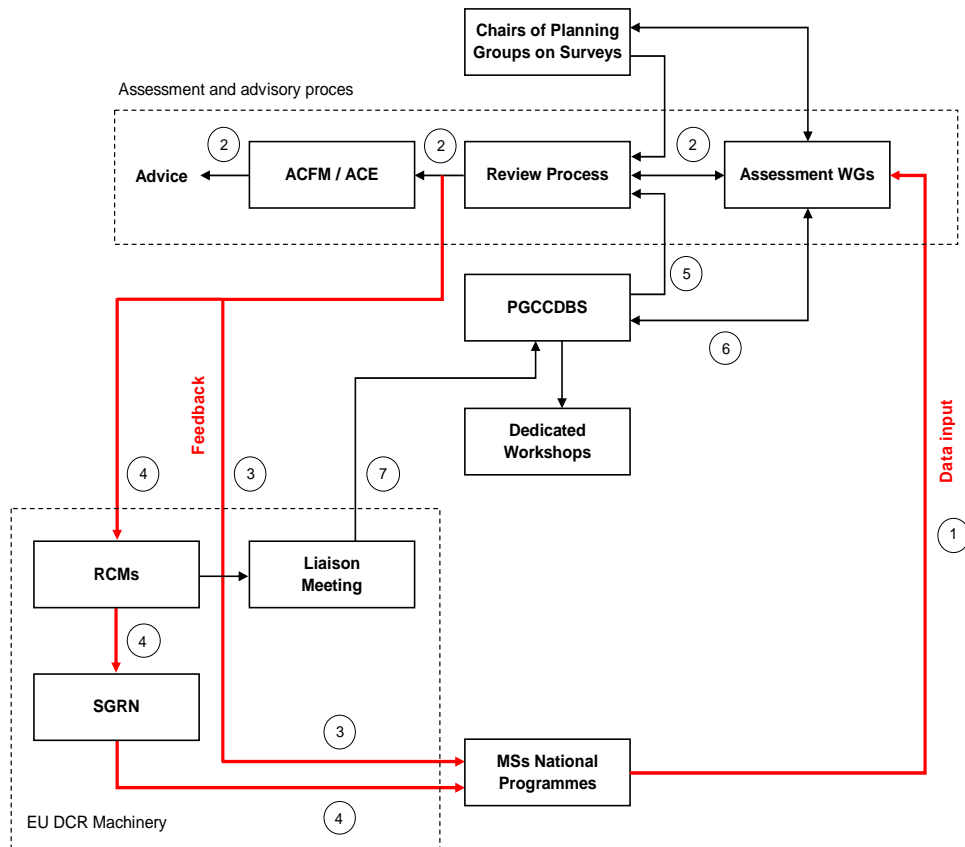 Chairs of Planning
Groups on Surveys
Assessment and advisory proces
2
2
2
Advice
ACFM / ACE
Review Process
Assessment WGs
5
PGCCDBS
6
Feedback
Dedicated
Workshops
Data input
4
3
7
1
RCMs
Liaison
Meeting
4
SGRN
3
MSs National
Programmes
4
EU DCR Machinery